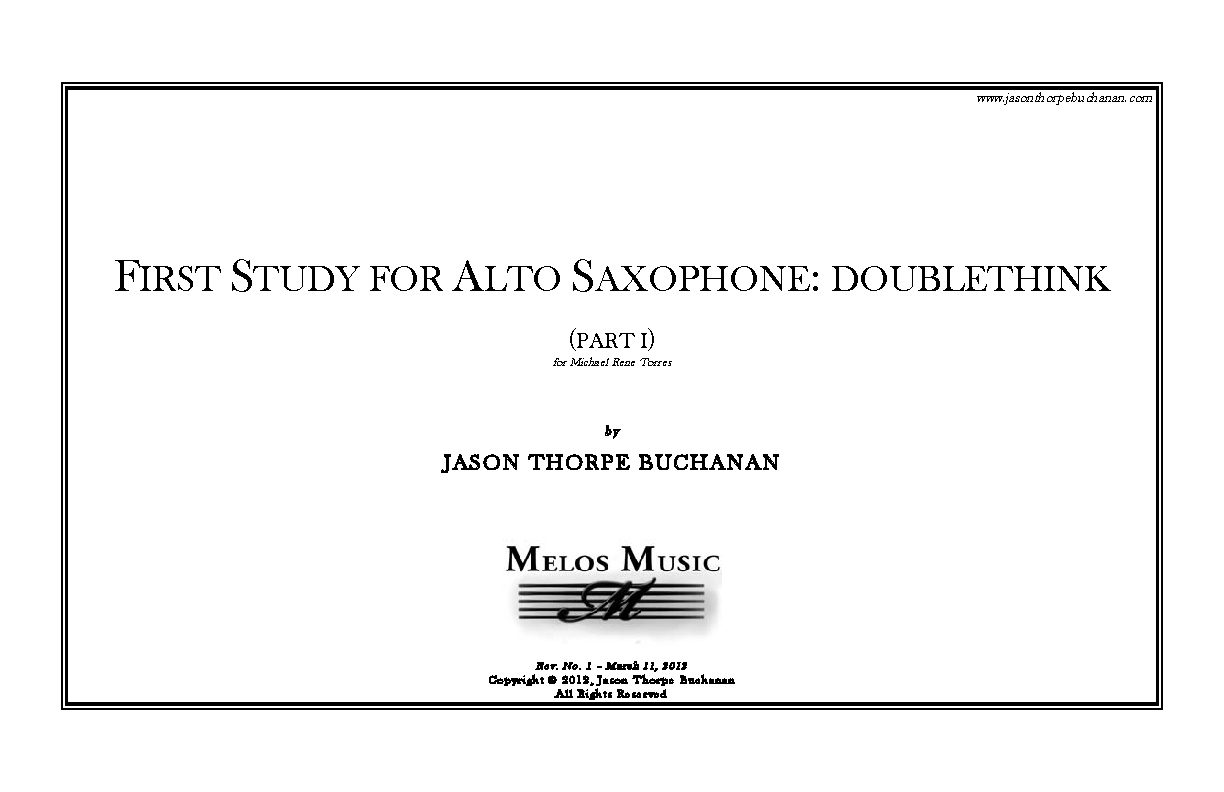 www.jasonthorpebuchanan.com
FIRST STUDY FOR ALTO SAXOPHONE: DOUBLETHINK
(PART I)
for Michael Rene Torres
by
JASON THORPE BUCHANAN
MELOS MUSIC
M
Rev. No. 1 - March 11, 2012
Copyright © 2012, Jason Thorpe Buchanan
All Rights Reserved